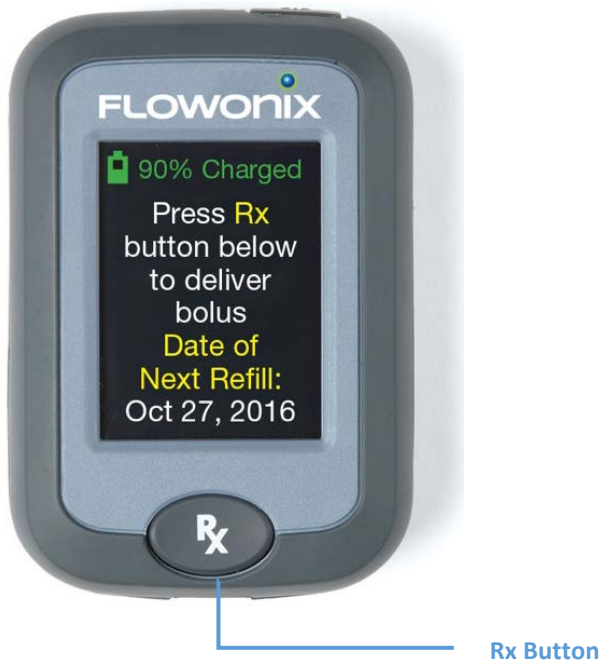 FLOWONIX
90% Charged
Press Rx
button below
to deliver
bolus
Date of
Next Refill:
Oct 27, 2016
Rx
Rx Button